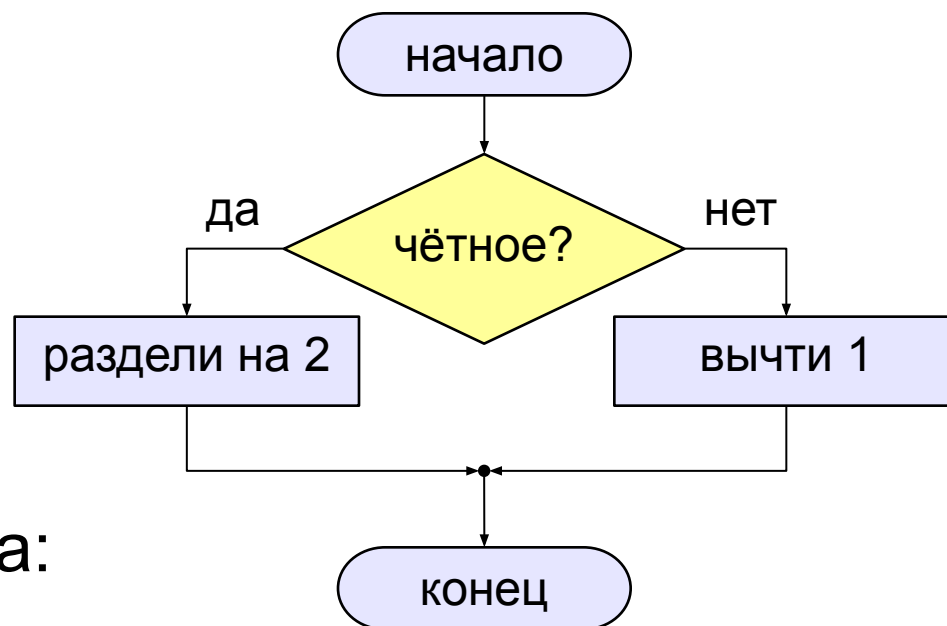 начало
да
нет
чётное?
раздели на 2
вычти 1
а:
конец